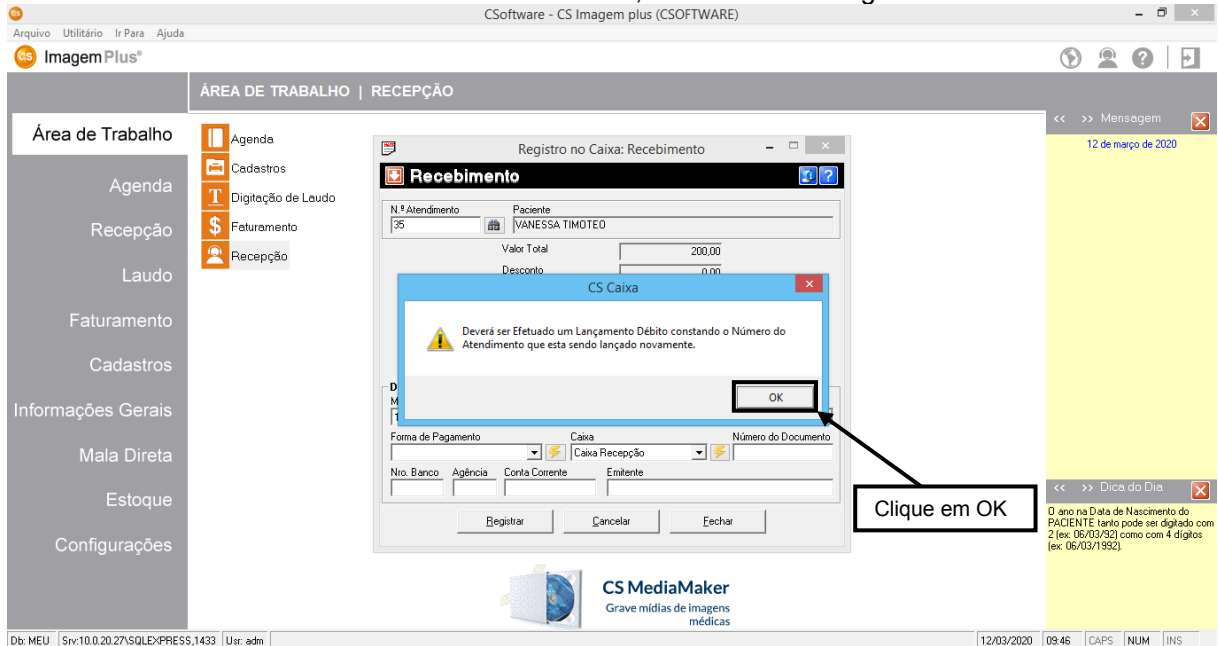 CSoftware - CS Imagem plus (CSOFTWARE)
Arquivo Utilitário Ir Para Ajuda
cis ImagemPlus®
ÁREA DE TRABALHO | RECEPÇÃO
Área de Trabalho
Agenda
Recepção
Laudo
Faturamento
Cadastros
Informações Gerais
Mala Direta
Estoque
Configurações
Agenda
Cadastros
Digitação de Laudo
Faturamento
Recepção
Registro no Caixa: Recebimento
Recebimento
N.º Atendimento Paciente
35 VANESSA TIMOTEO
Valor Total 200,00
Desconto 0,00
CS Caixa
Deverá ser Efetuado um Lançamento Débito constando o Número do
Atendimento que esta sendo lançado novamente.
OK
Forma de Pagamento Caixa Número do Documento
Caixa Recepção
Nro. Banco Agência Conta Corrente Emitente
Registrar Cancelar Fechar
Clique em OK
CS MediaMaker
Grave mídias de imagens
médicas
<< >> Mensagem
12 de março de 2020
<< >> Dica do Dia
O ano na Data de Nascimento do
PACIENTE tanto pode ser digitado com
2 (ex: 06/03/92) como com 4 dígitos
(ex: 06/03/1992).
Db: MEU Srv:10.0.20.27\SQLEXPRESS,1433 Usr: adm 12/03/2020 09:46 CAPS NUM INS